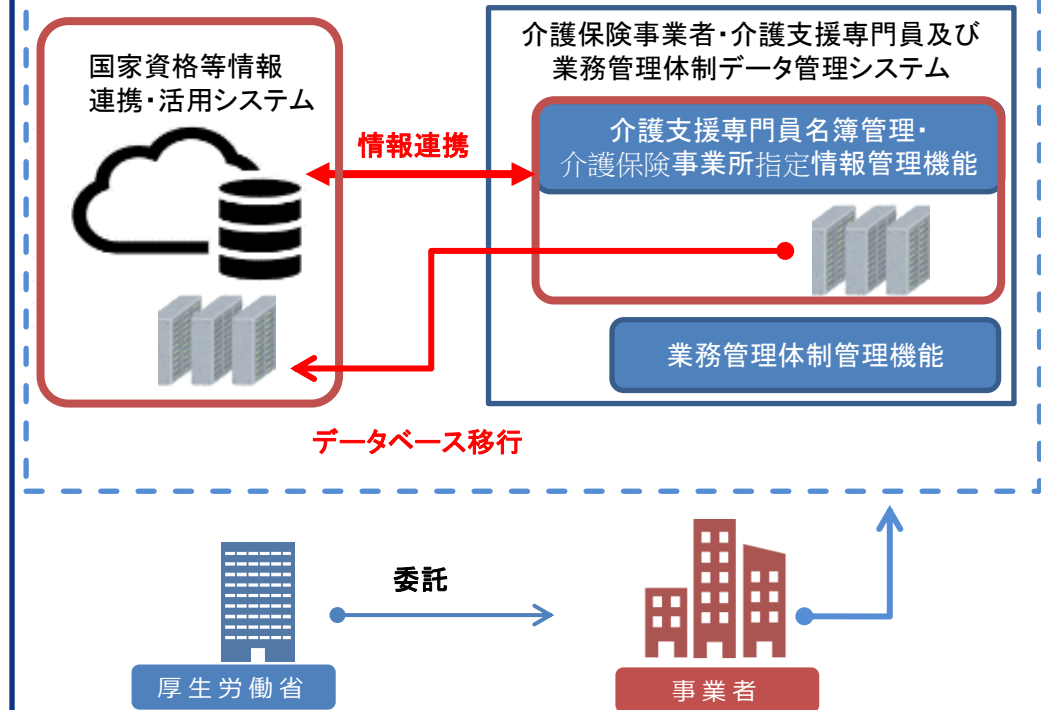 国家資格等情報
連携・活用システム
介護保険事業者・介護支援専門員及び
業務管理体制データ管理システム
情報連携
介護支援専門員名簿管理・
介護保険事業所指定情報管理機能
業務管理体制管理機能
データベース移行
委託
厚生労働省
事業者